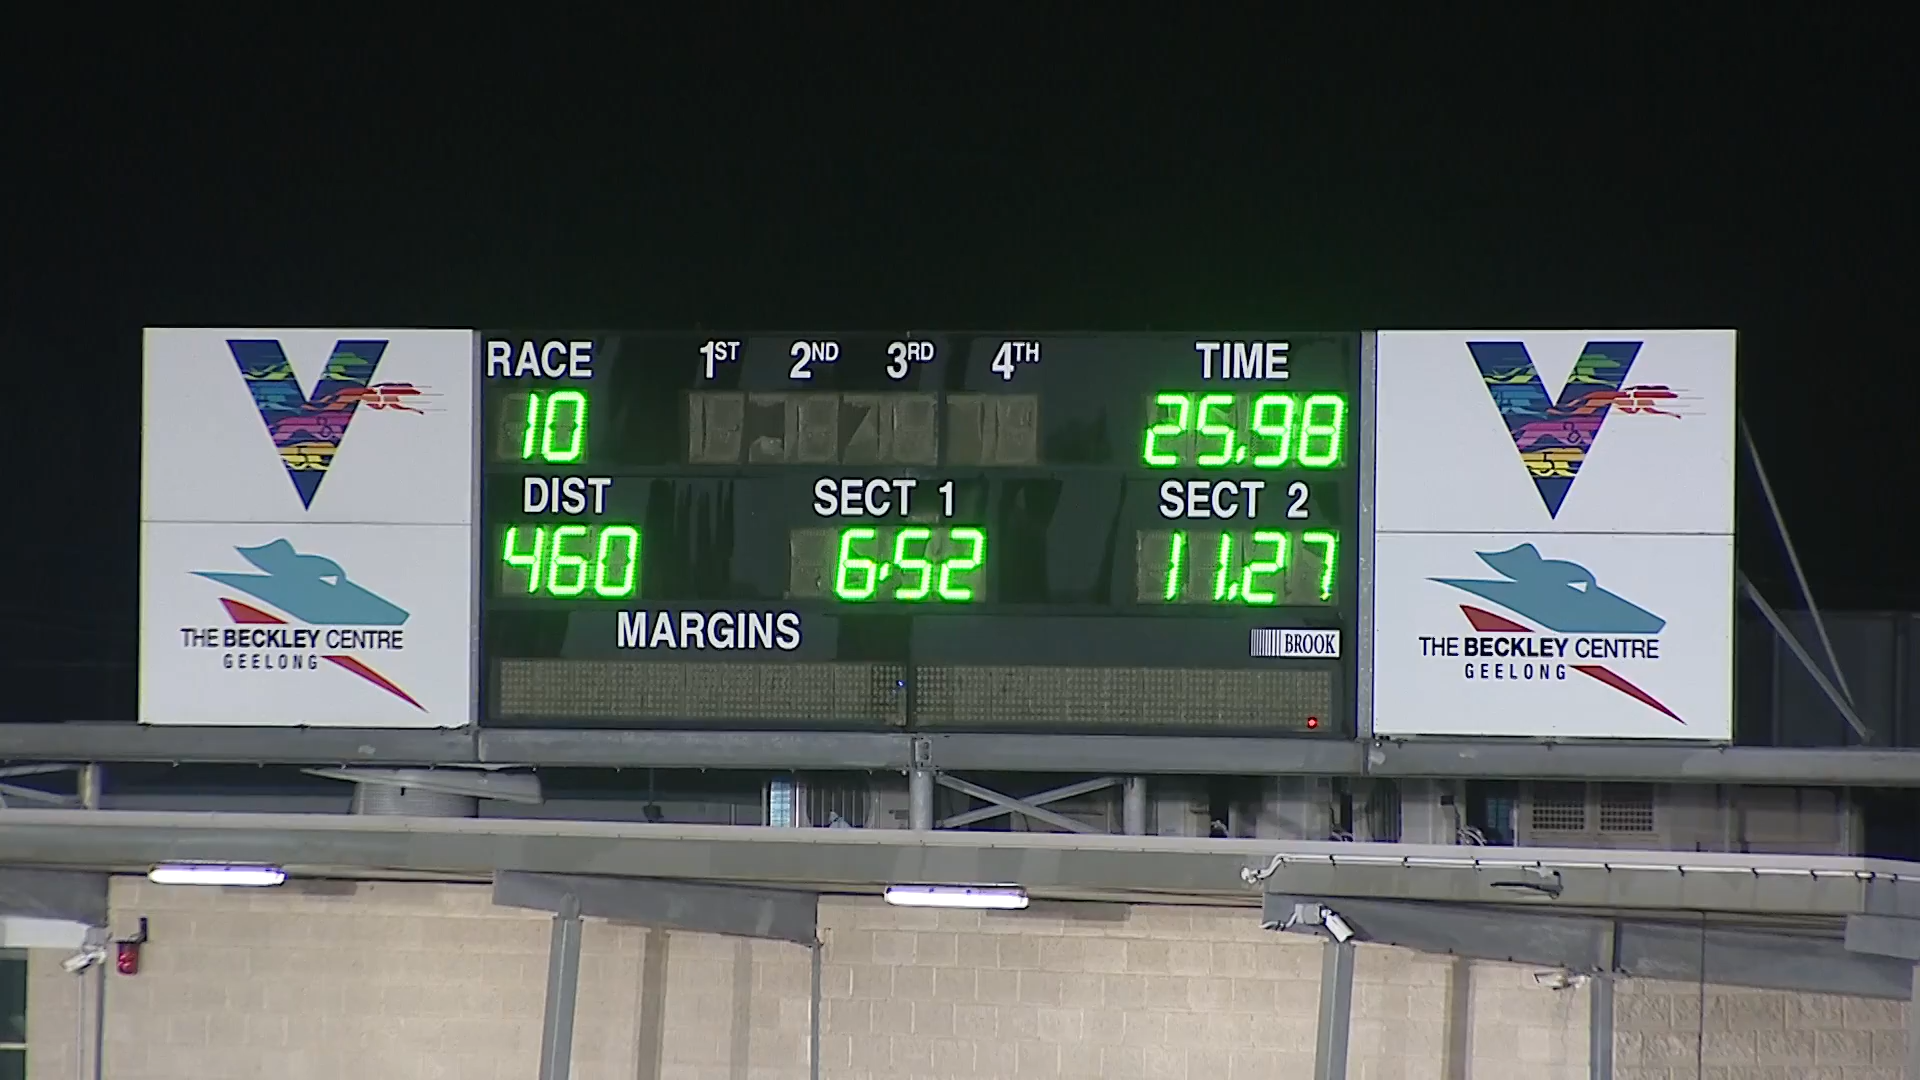 RACE 1ST 2ND 3RD 4TH TIME
10 25.98
DIST SECT 1 SECT 2
460 6.52 11.27
MARGINS
BROOK
THE BECKLEY CENTRE
GEELONG
THE BECKLEY CENTRE
GEELONG